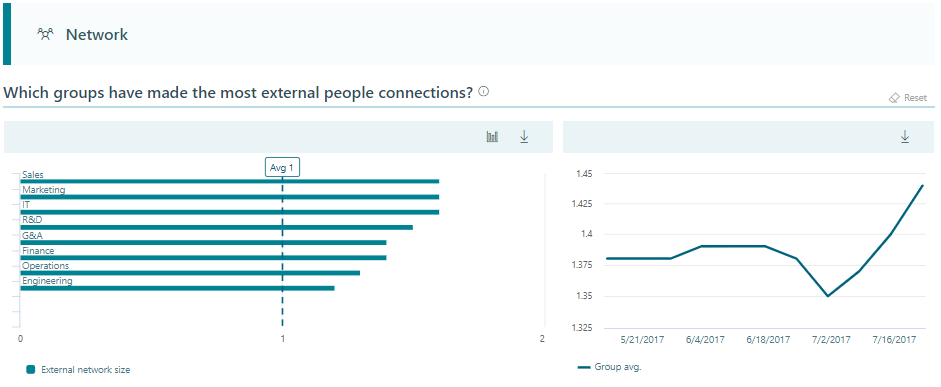 Network
Which groups have made the most external people connections?
Reset
Avg 1
Sales
Marketing
IT
R&D
G&A
Finance
Operations
Engineering
0 1 2
External network size
1.45
1.425
1.4
1.375
1.35
1.325
5/21/2017 6/4/2017 6/18/2017 7/2/2017 7/16/2017
Group avg.